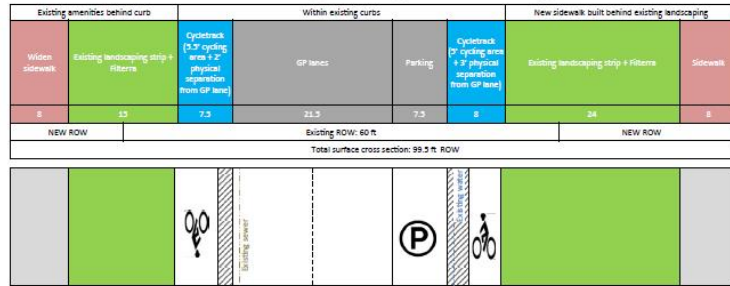 Existing amenities behind curb
Within existing curbs
New sidewalk built behind existing landscaping
Widen
sidewalk
Existing landscaping strip +
Filterra
Cycletrack
(5.5' cycling
area + 2'
physical
separation
from GP lane)
GP lanes
Parking
Cycletrack
(5' cycling
area + 3' physical
separation
from GP lane)
Existing landscaping strip + Filterra
Sidewalk
8
15
7.5
21.5
7.5
8
24
8
NEW ROW
Existing ROW: 60 ft
NEW ROW
Total surface cross section: 99.5 ft ROW
Existing sewer
P
Existing water